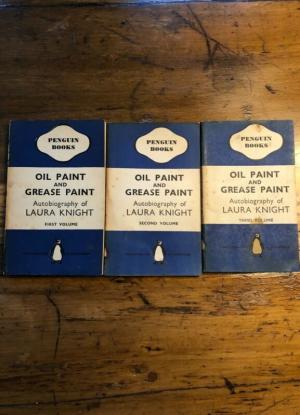 PENGUIN
BOOKS
OIL PAINT
AND
GREASE PAINT
Autobiography of
LAURA KNIGHT
FIRST VOLUME
PENGUIN
BOOKS
OIL PAINT
AND
GREASE PAINT
Autobiography of
LAURA KNIGHT
SECOND VOLUME
PENGUIN
BOOKS
OIL PAINT
AND
GREASE PAINT
Autobiography of
LAURA KNIGHT
THIRD VOLUME